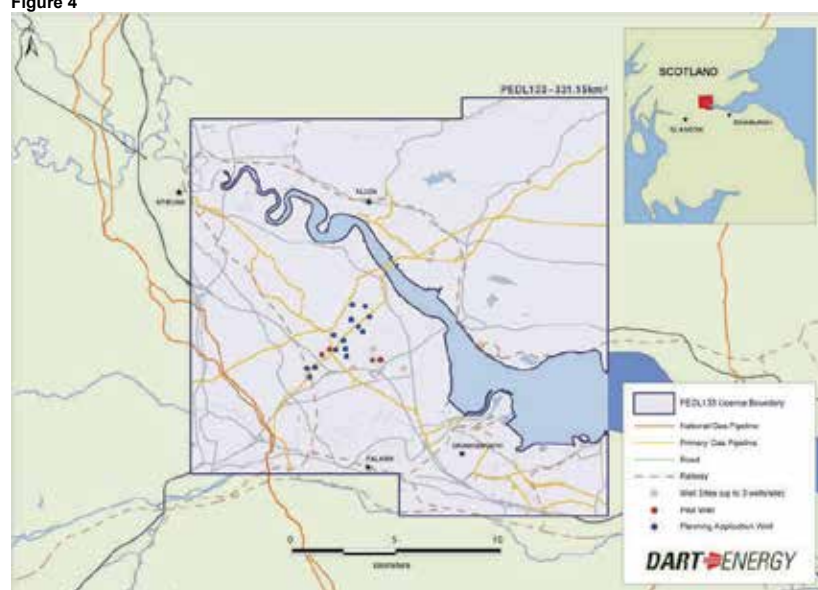 Figure 4
PEDL133 - 331.15km²
SCOTLAND
GLASGOW
EDINBURGH
STIRLING
ALLOA
FALKIRK
GRANGEMOUTH
PEDL133 Licence Boundary
National Gas Pipeline
Primary Gas Pipeline
Road
Railway
Well Sites (up to 3 wells/site)
Pilot Well
Planning Application Well
0 5 10
kilometers
DART ENERGY